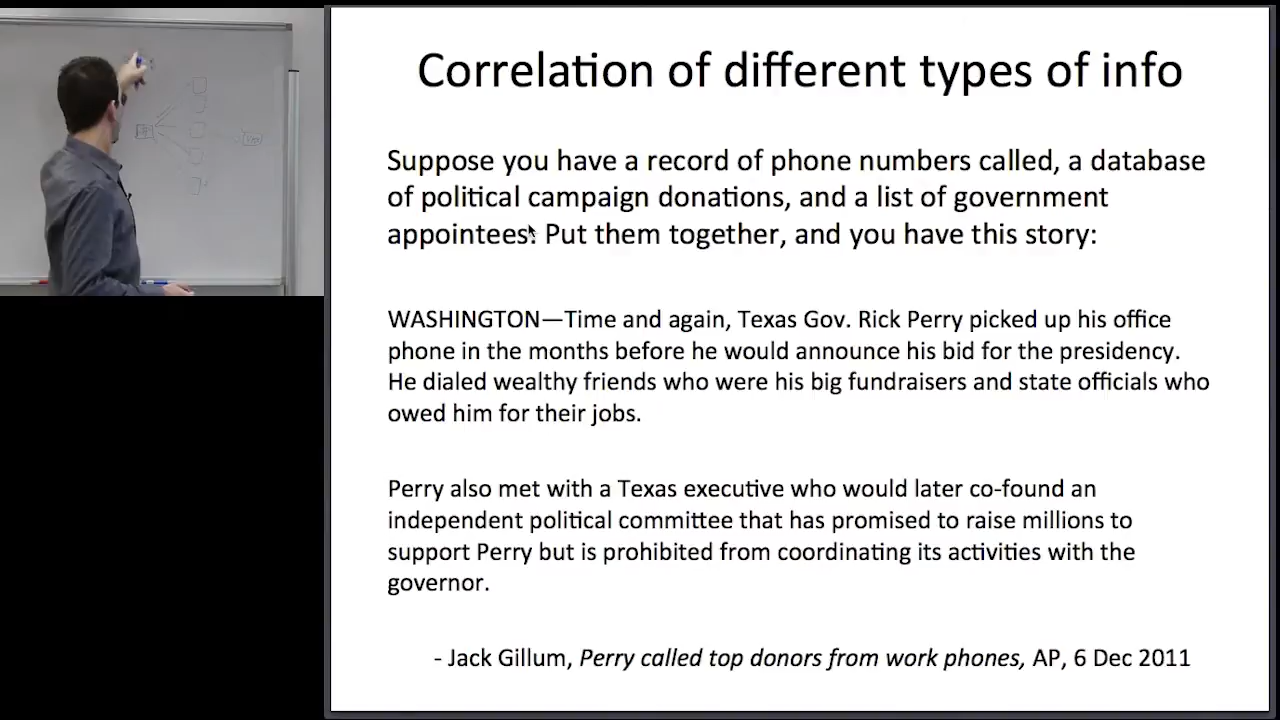 Correlation of different types of info
Suppose you have a record of phone numbers called, a database
of political campaign donations, and a list of government
appointees. Put them together, and you have this story:
WASHINGTON—Time and again, Texas Gov. Rick Perry picked up his office
phone in the months before he would announce his bid for the presidency.
He dialed wealthy friends who were his big fundraisers and state officials who
owed him for their jobs.
Perry also met with a Texas executive who would later co-found an
independent political committee that has promised to raise millions to
support Perry but is prohibited from coordinating its activities with the
governor.
- Jack Gillum, Perry called top donors from work phones, AP, 6 Dec 2011